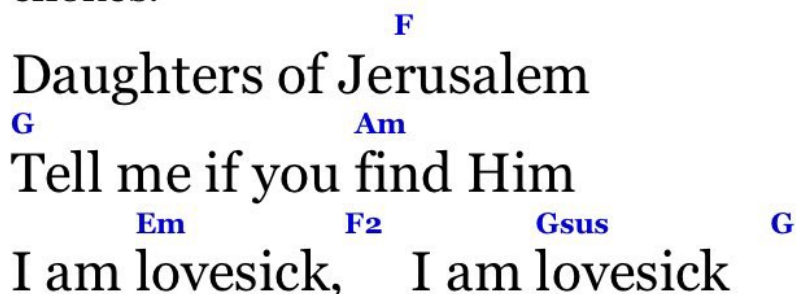 F
Daughters of Jerusalem
G Am
Tell me if you find Him
Em F2 Gsus G
I am lovesick, I am lovesick